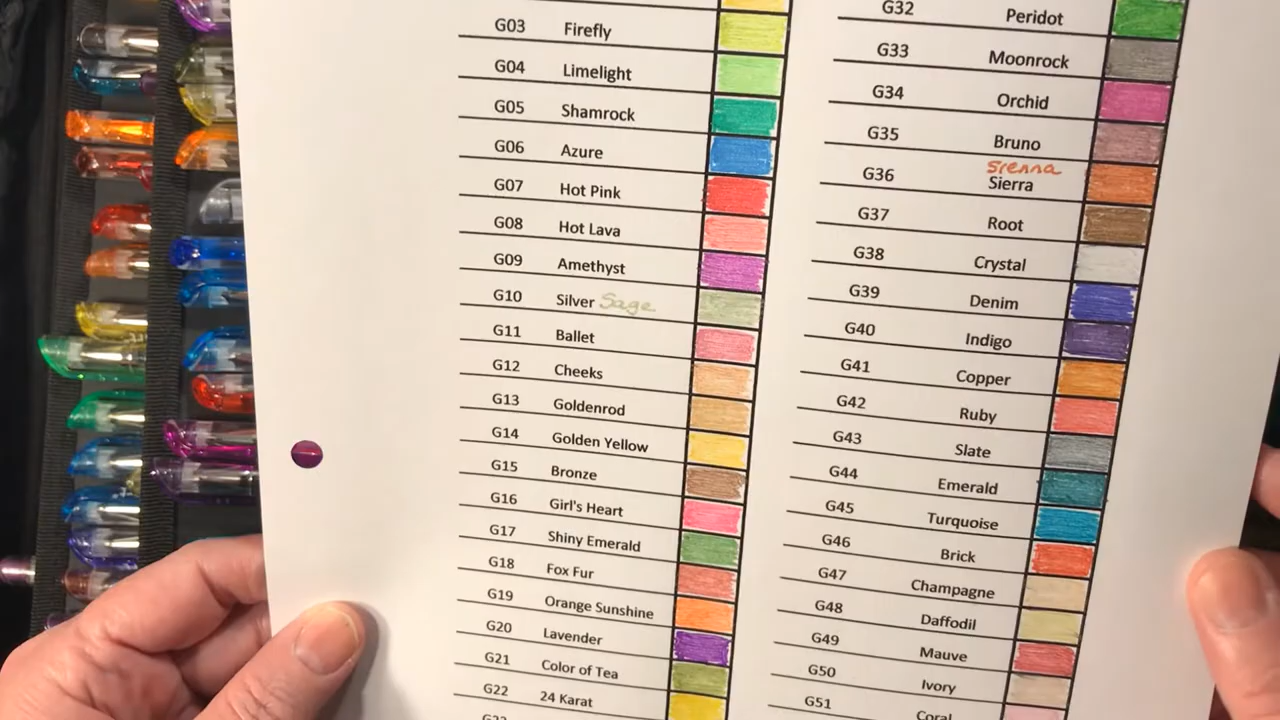 G03 Firefly
G04 Limelight
G05 Shamrock
G06 Azure
G07 Hot Pink
G08 Hot Lava
G09 Amethyst
G10 Silver Sage
G11 Ballet
G12 Cheeks
G13 Goldenrod
G14 Golden Yellow
G15 Bronze
G16 Girl's Heart
G17 Shiny Emerald
G18 Fox Fur
G19 Orange Sunshine
G20 Lavender
G21 Color of Tea
G22 24 Karat
G32 Peridot
G33 Moonrock
G34 Orchid
G35 Bruno
sienna
G36 Sierra
G37 Root
G38 Crystal
G39 Denim
G40 Indigo
G41 Copper
G42 Ruby
G43 Slate
G44 Emerald
G45 Turquoise
G46 Brick
G47 Champagne
G48 Daffodil
G49 Mauve
G50 Ivory
G51 Coral